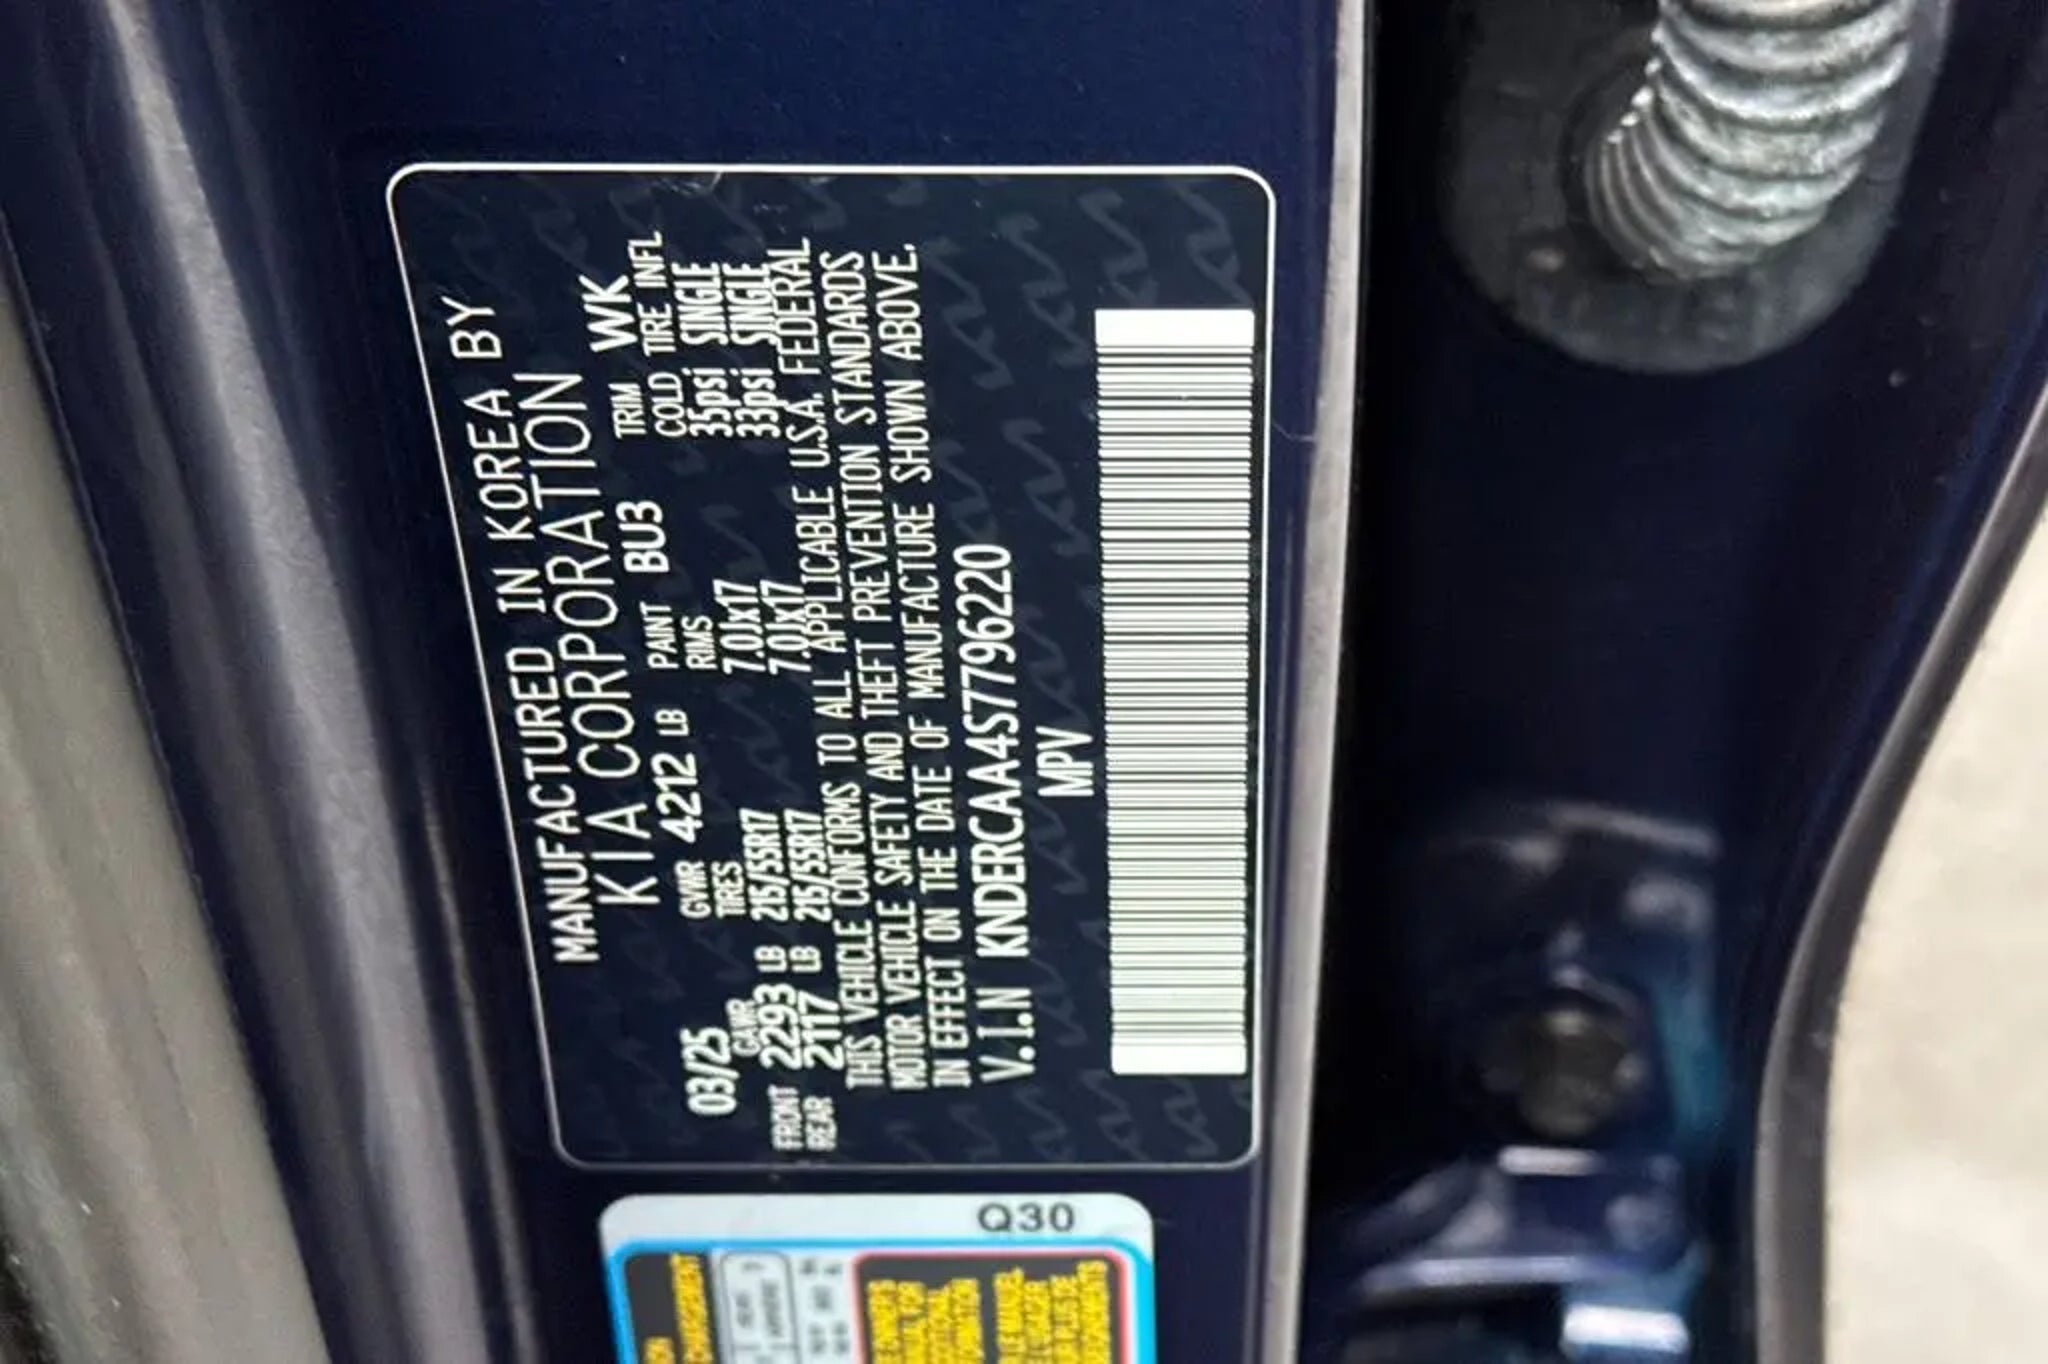 MANUFACTURED IN KOREA BY
KIA CORPORATION
03/25 GVWR 4212 LB PAINT BU3 TRIM WK
GAWR TIRES RIMS COLD TIRE INFL
FRONT 2293 LB 215/55R17 7.0Jx17 35psi SINGLE
REAR 2117 LB 215/55R17 7.0Jx17 33psi SINGLE
THIS VEHICLE CONFORMS TO ALL APPLICABLE U.S.A. FEDERAL
MOTOR VEHICLE SAFETY AND THEFT PREVENTION STANDARDS
IN EFFECT ON THE DATE OF MANUFACTURE SHOWN ABOVE.
V.I.N KNDERCAA4S7796220
MPV
Q30